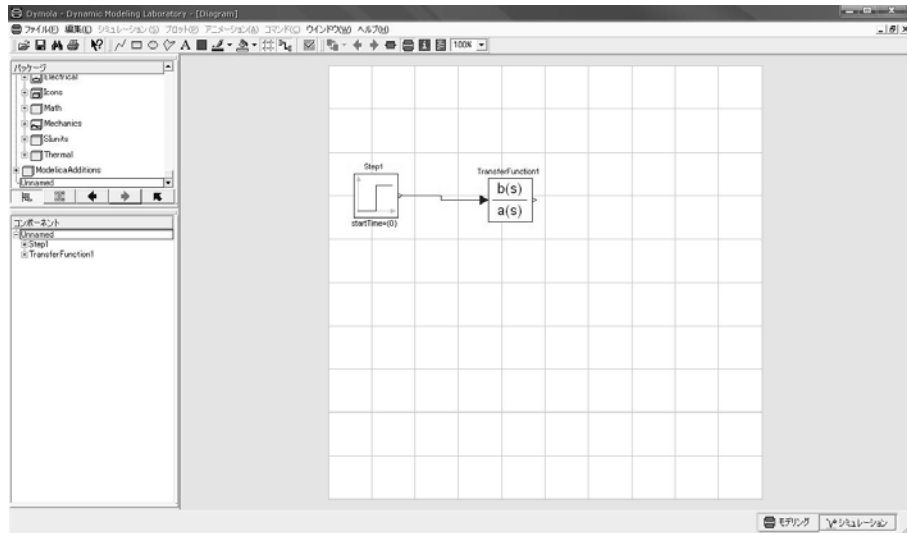 Dymola - Dynamic Modeling Laboratory - [Diagram]
ファイル(F) 編集(E) シミュレーション(S) プロット(P) アニメーション(A) コマンド(C) ウインドウ(W) ヘルプ(H)
100%
パッケージ
Electrical
Icons
Math
Mechanics
SIunits
Thermal
ModelicaAdditions
Unnamed
コンポーネント
Unnamed
Step1
TransferFunction1
Step1
startTime={0}
TransferFunction1
b(s)
a(s)
モデリング
シミュレーション